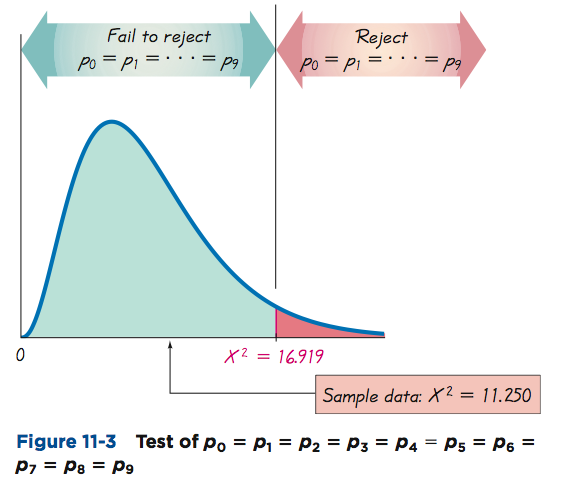 Fail to reject
p₀ = p₁ = · · · = p₉
Reject
p₀ = p₁ = · · · = p₉
0
X² = 16.919
Sample data: X² = 11.250
Figure 11-3 Test of p₀ = p₁ = p₂ = p₃ = p₄ = p₅ = p₆ =
p₇ = p₈ = p₉